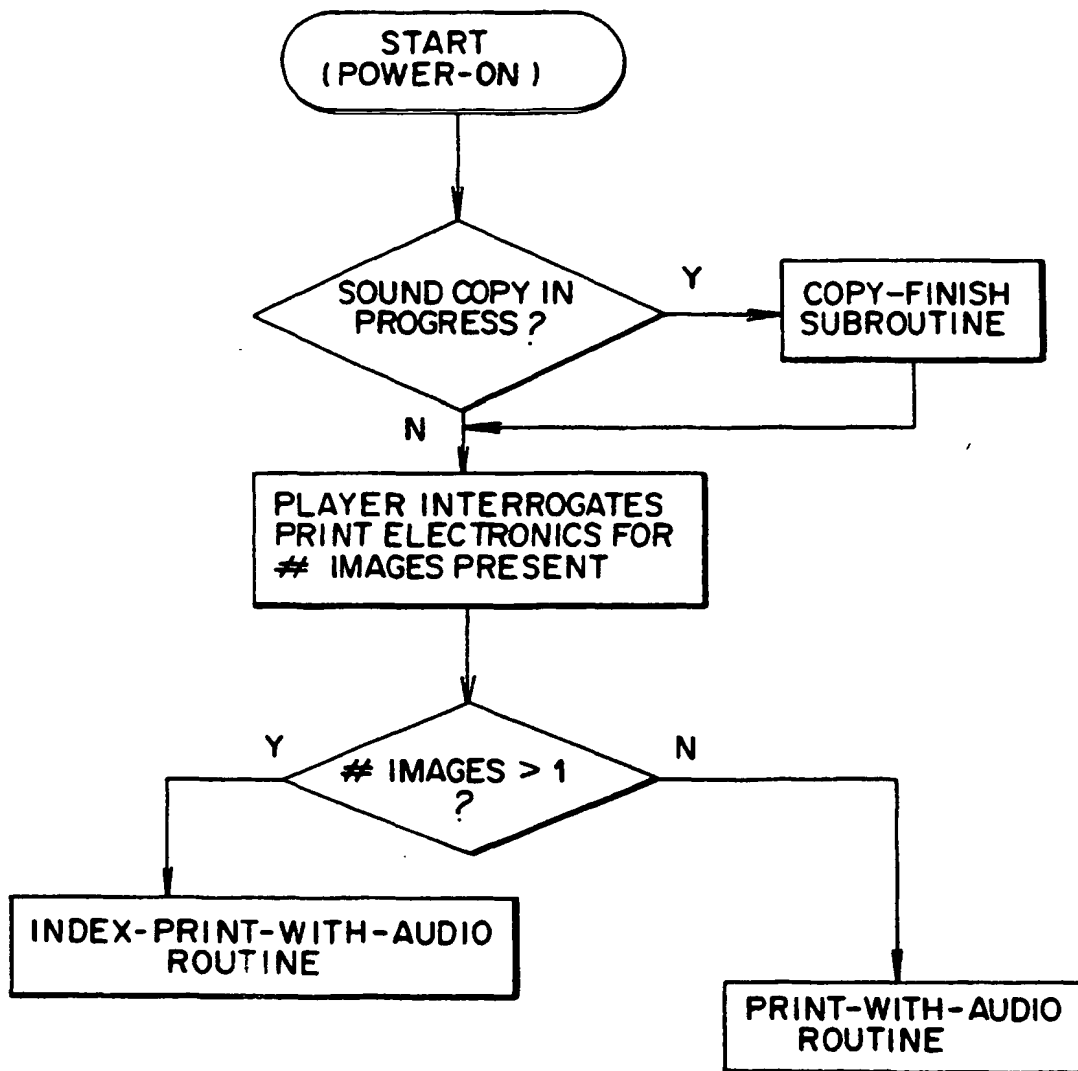 START
(POWER-ON)
SOUND COPY IN
PROGRESS?
Y
COPY-FINISH
SUBROUTINE
N
PLAYER INTERROGATES
PRINT ELECTRONICS FOR
# IMAGES PRESENT
Y
# IMAGES > 1
?
N
INDEX-PRINT-WITH-AUDIO
ROUTINE
PRINT-WITH-AUDIO
ROUTINE